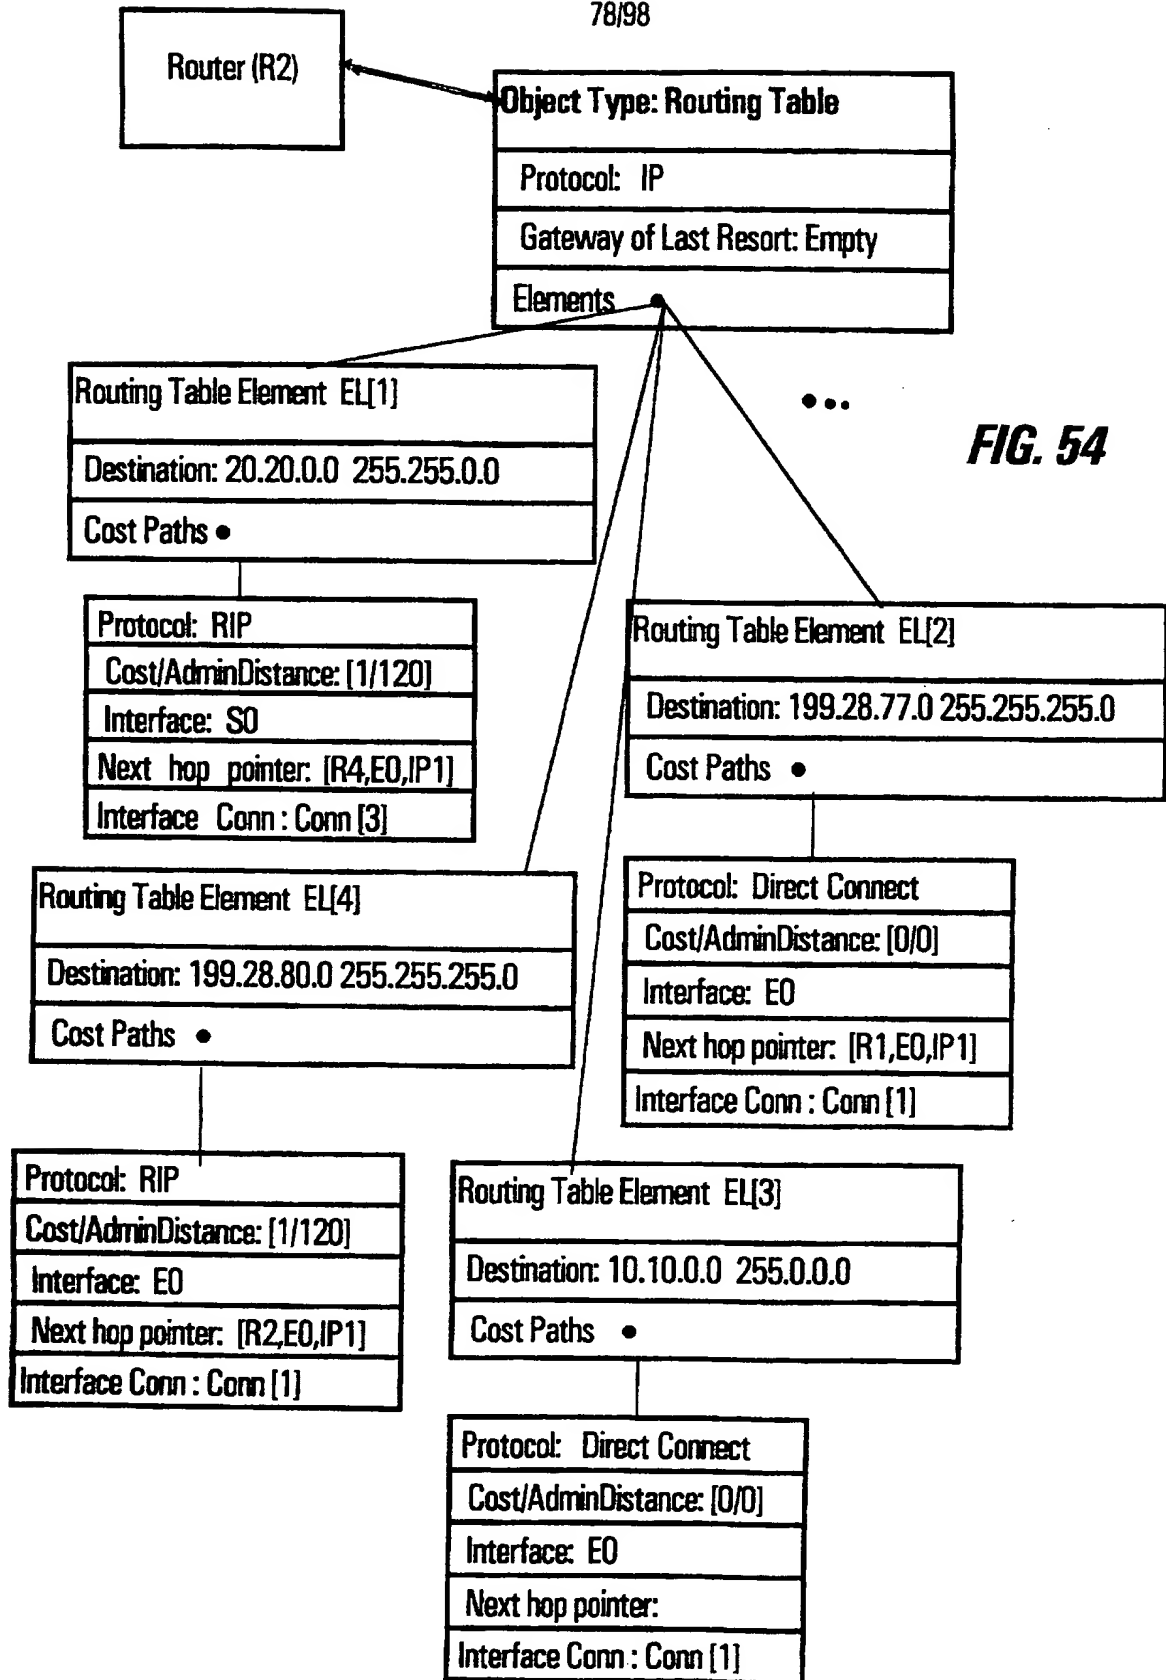 78/98
Router (R2)
Object Type: Routing Table
Protocol: IP
Gateway of Last Resort: Empty
Elements
Routing Table Element EL[1]
Destination: 20.20.0.0 255.255.0.0
Cost Paths
FIG. 54
Protocol: RIP
Cost/AdminDistance: [1/120]
Interface: S0
Next hop pointer: [R4,E0,IP1]
Interface Conn : Conn [3]
Routing Table Element EL[2]
Destination: 199.28.77.0 255.255.255.0
Cost Paths
Protocol: Direct Connect
Cost/AdminDistance: [0/0]
Interface: E0
Next hop pointer: [R1,E0,IP1]
Interface Conn : Conn [1]
Routing Table Element EL[4]
Destination: 199.28.80.0 255.255.255.0
Cost Paths
Protocol: RIP
Cost/AdminDistance: [1/120]
Interface: E0
Next hop pointer: [R2,E0,IP1]
Interface Conn : Conn [1]
Routing Table Element EL[3]
Destination: 10.10.0.0 255.0.0.0
Cost Paths
Protocol: Direct Connect
Cost/AdminDistance: [0/0]
Interface: E0
Next hop pointer:
Interface Conn : Conn [1]